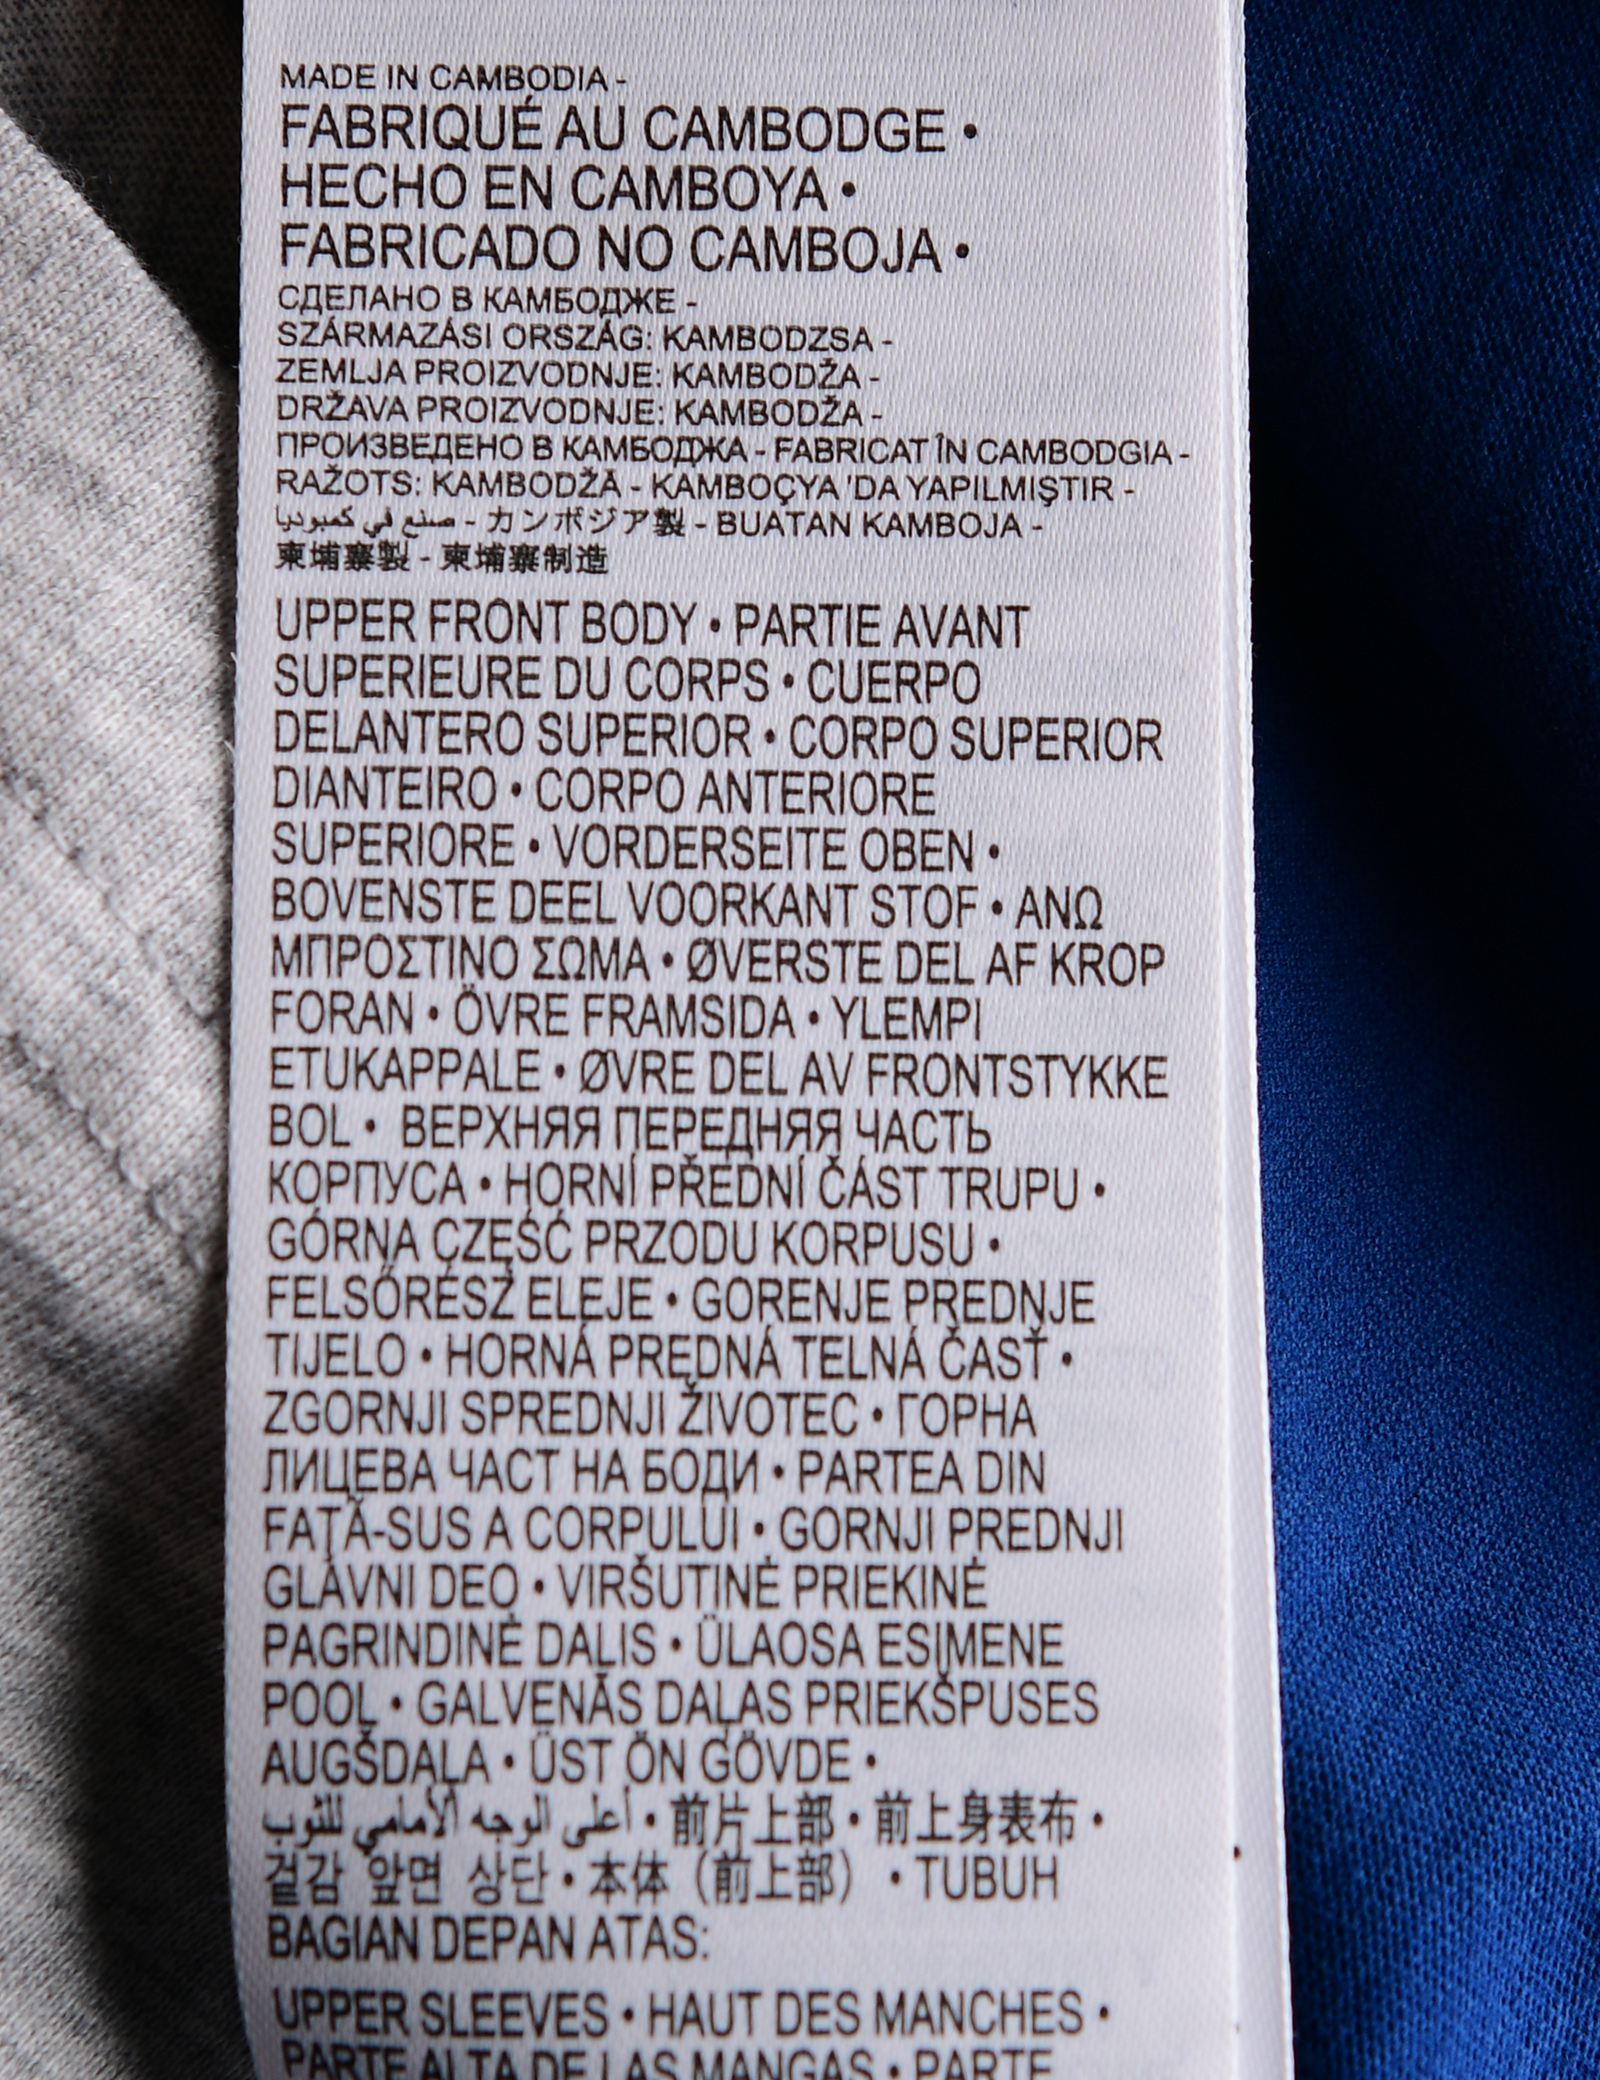 MADE IN CAMBODIA -
FABRIQUÉ AU CAMBODGE •
HECHO EN CAMBOYA •
FABRICADO NO CAMBOJA •
СДЕЛАНО В КАМБОДЖЕ -
SZÁRMAZÁSI ORSZÁG: KAMBODZSA -
ZEMLJA PROIZVODNJE: KAMBODŽA -
DRŽAVA PROIZVODNJE: KAMBODŽA -
ПРОИЗВЕДЕНО В КАМБОДЖА - FABRICAT ÎN CAMBODGIA -
RAŽOTS: KAMBODŽĀ - KAMBOÇYA 'DA YAPILMIŞTIR -
صنع في كمبوديا - カンボジア製 - BUATAN KAMBOJA -
柬埔寨製 - 柬埔寨制造
UPPER FRONT BODY • PARTIE AVANT
SUPERIEURE DU CORPS • CUERPO
DELANTERO SUPERIOR • CORPO SUPERIOR
DIANTEIRO • CORPO ANTERIORE
SUPERIORE • VORDERSEITE OBEN •
BOVENSTE DEEL VOORKANT STOF • ΑΝΩ
ΜΠΡΟΣΤΙΝΟ ΣΩΜΑ • ØVERSTE DEL AF KROP
FORAN • ÖVRE FRAMSIDA • YLEMPI
ETUKAPPALE • ØVRE DEL AV FRONTSTYKKE
BOL • ВЕРХНЯЯ ПЕРЕДНЯЯ ЧАСТЬ
КОРПУСА • HORNÍ PŘEDNÍ ČÁST TRUPU •
GÓRNA CZĘŚĆ PRZODU KORPUSU •
FELSŐRÉSZ ELEJE • GORENJE PREDNJE
TIJELO • HORNÁ PREDNÁ TELNÁ ČASŤ •
ZGORNJI SPREDNJI ŽIVOTEC • ГОРНА
ЛИЦЕВА ЧАСТ НА БОДИ • PARTEA DIN
FAŢĂ-SUS A CORPULUI • GORNJI PREDNJI
GLAVNI DEO • VIRŠUTINĖ PRIEKINĖ
PAGRINDINĖ DALIS • ÜLAOSA ESIMENE
POOL • GALVENĀS DAĻAS PRIEKŠPUSES
AUGŠDAĻA • ÜST ÖN GÖVDE •
أعلى الوجه الأمامي للثوب • 前片上部 • 前上身表布 •
겉감 앞면 상단 • 本体（前上部） • TUBUH
BAGIAN DEPAN ATAS:
UPPER SLEEVES • HAUT DES MANCHES •
PARTE ALTA DE LAS MANGAS • PARTE